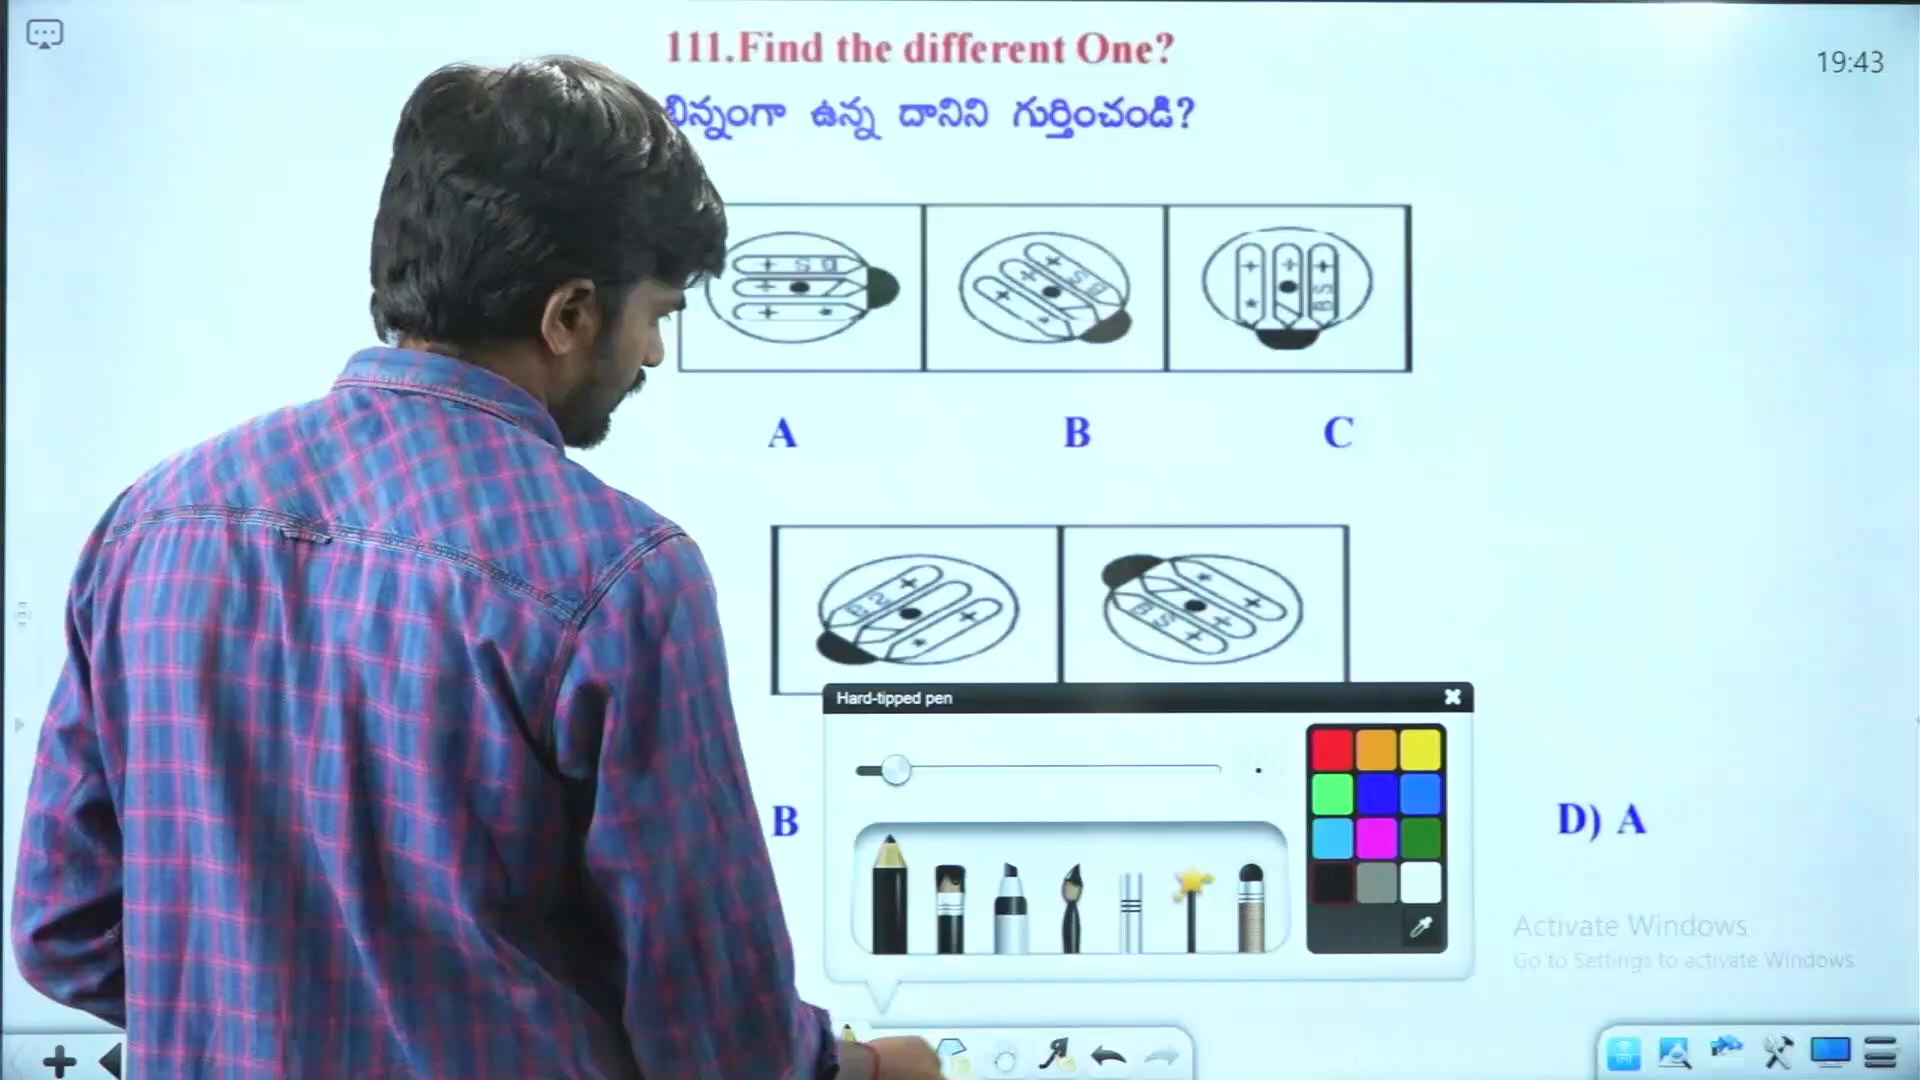 19:43
111.Find the different One?
భిన్నంగా ఉన్న దానిని గుర్తించండి?
A B C
Hard-tipped pen
B
D) A
Activate Windows
Go to Settings to activate Windows